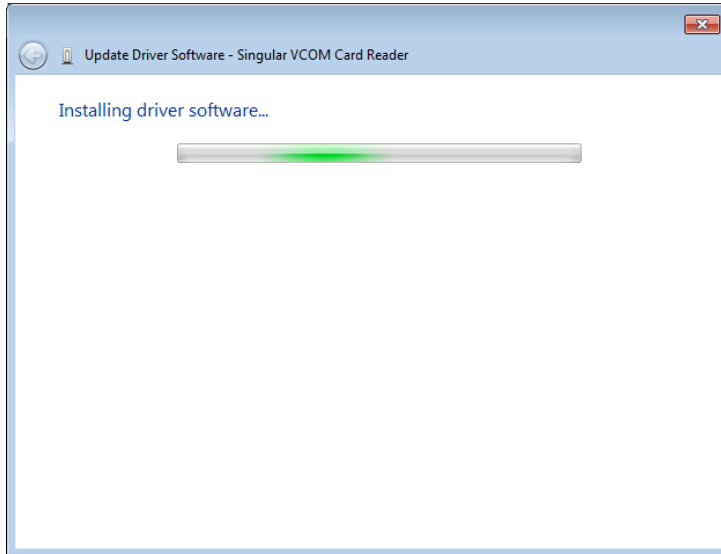 Update Driver Software - Singular VCOM Card Reader
Installing driver software...